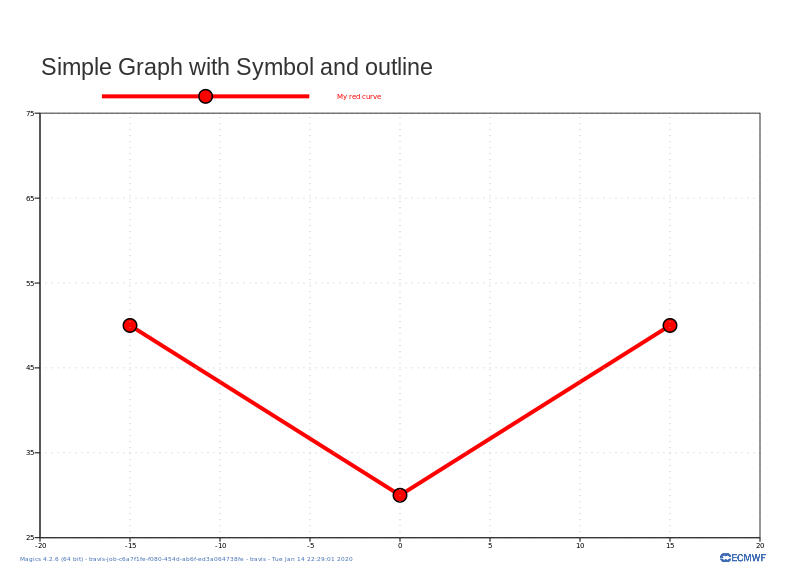 Simple Graph with Symbol and outline
My red curve
75
65
55
45
35
25
-20 -15 -10 -5 0 5 10 15 20
Magics 4.2.6 (64 bit) - travis-job-c6a7f1fe-f080-454d-ab6f-ed3a064738fe - travis - Tue Jan 14 22:29:01 2020
ECMWF